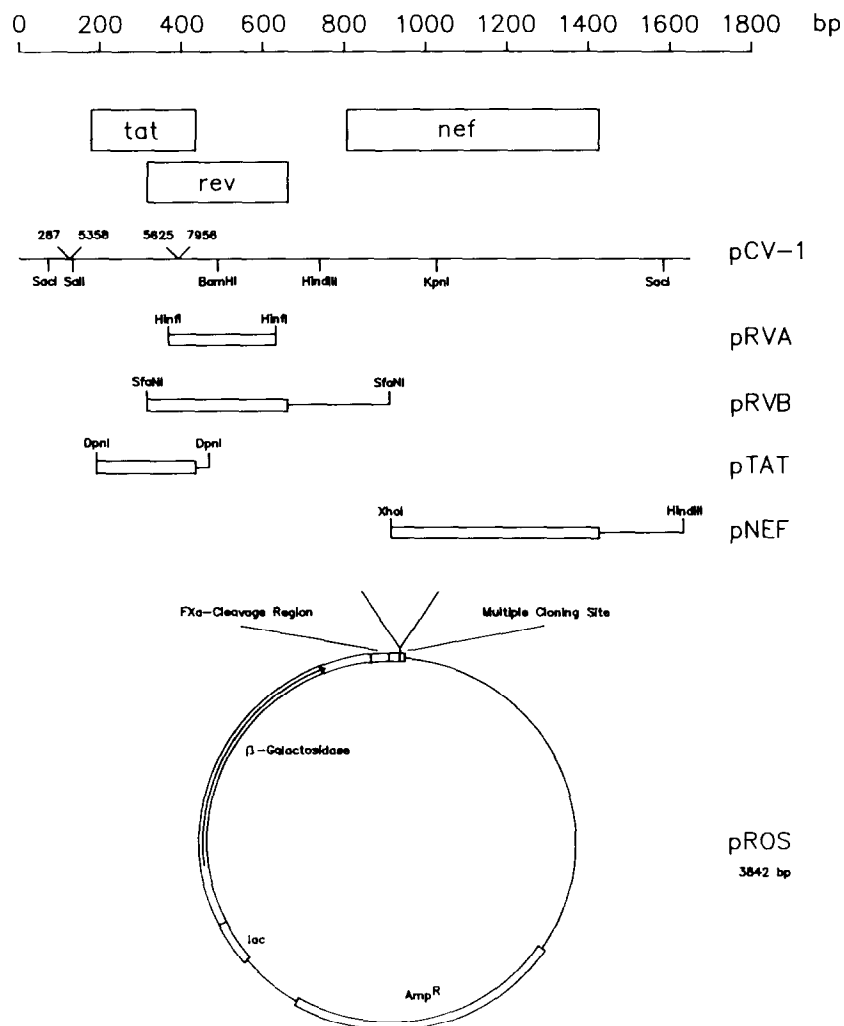 0 200 400 600 800 1000 1200 1400 1600 1800 bp
tat nef
rev
287 5358 5625 7956
pCV-1
SacI SalI BamHI HindIII KpnI SacI
HinfI HinfI
pRVA
SfaNI SfaNI
pRVB
DpnI DpnI
pTAT
XhoI HindIII
pNEF
FXa-Cleavage Region Multiple Cloning Site
β-Galactosidase
pROS
3842 bp
lac
Amp^R